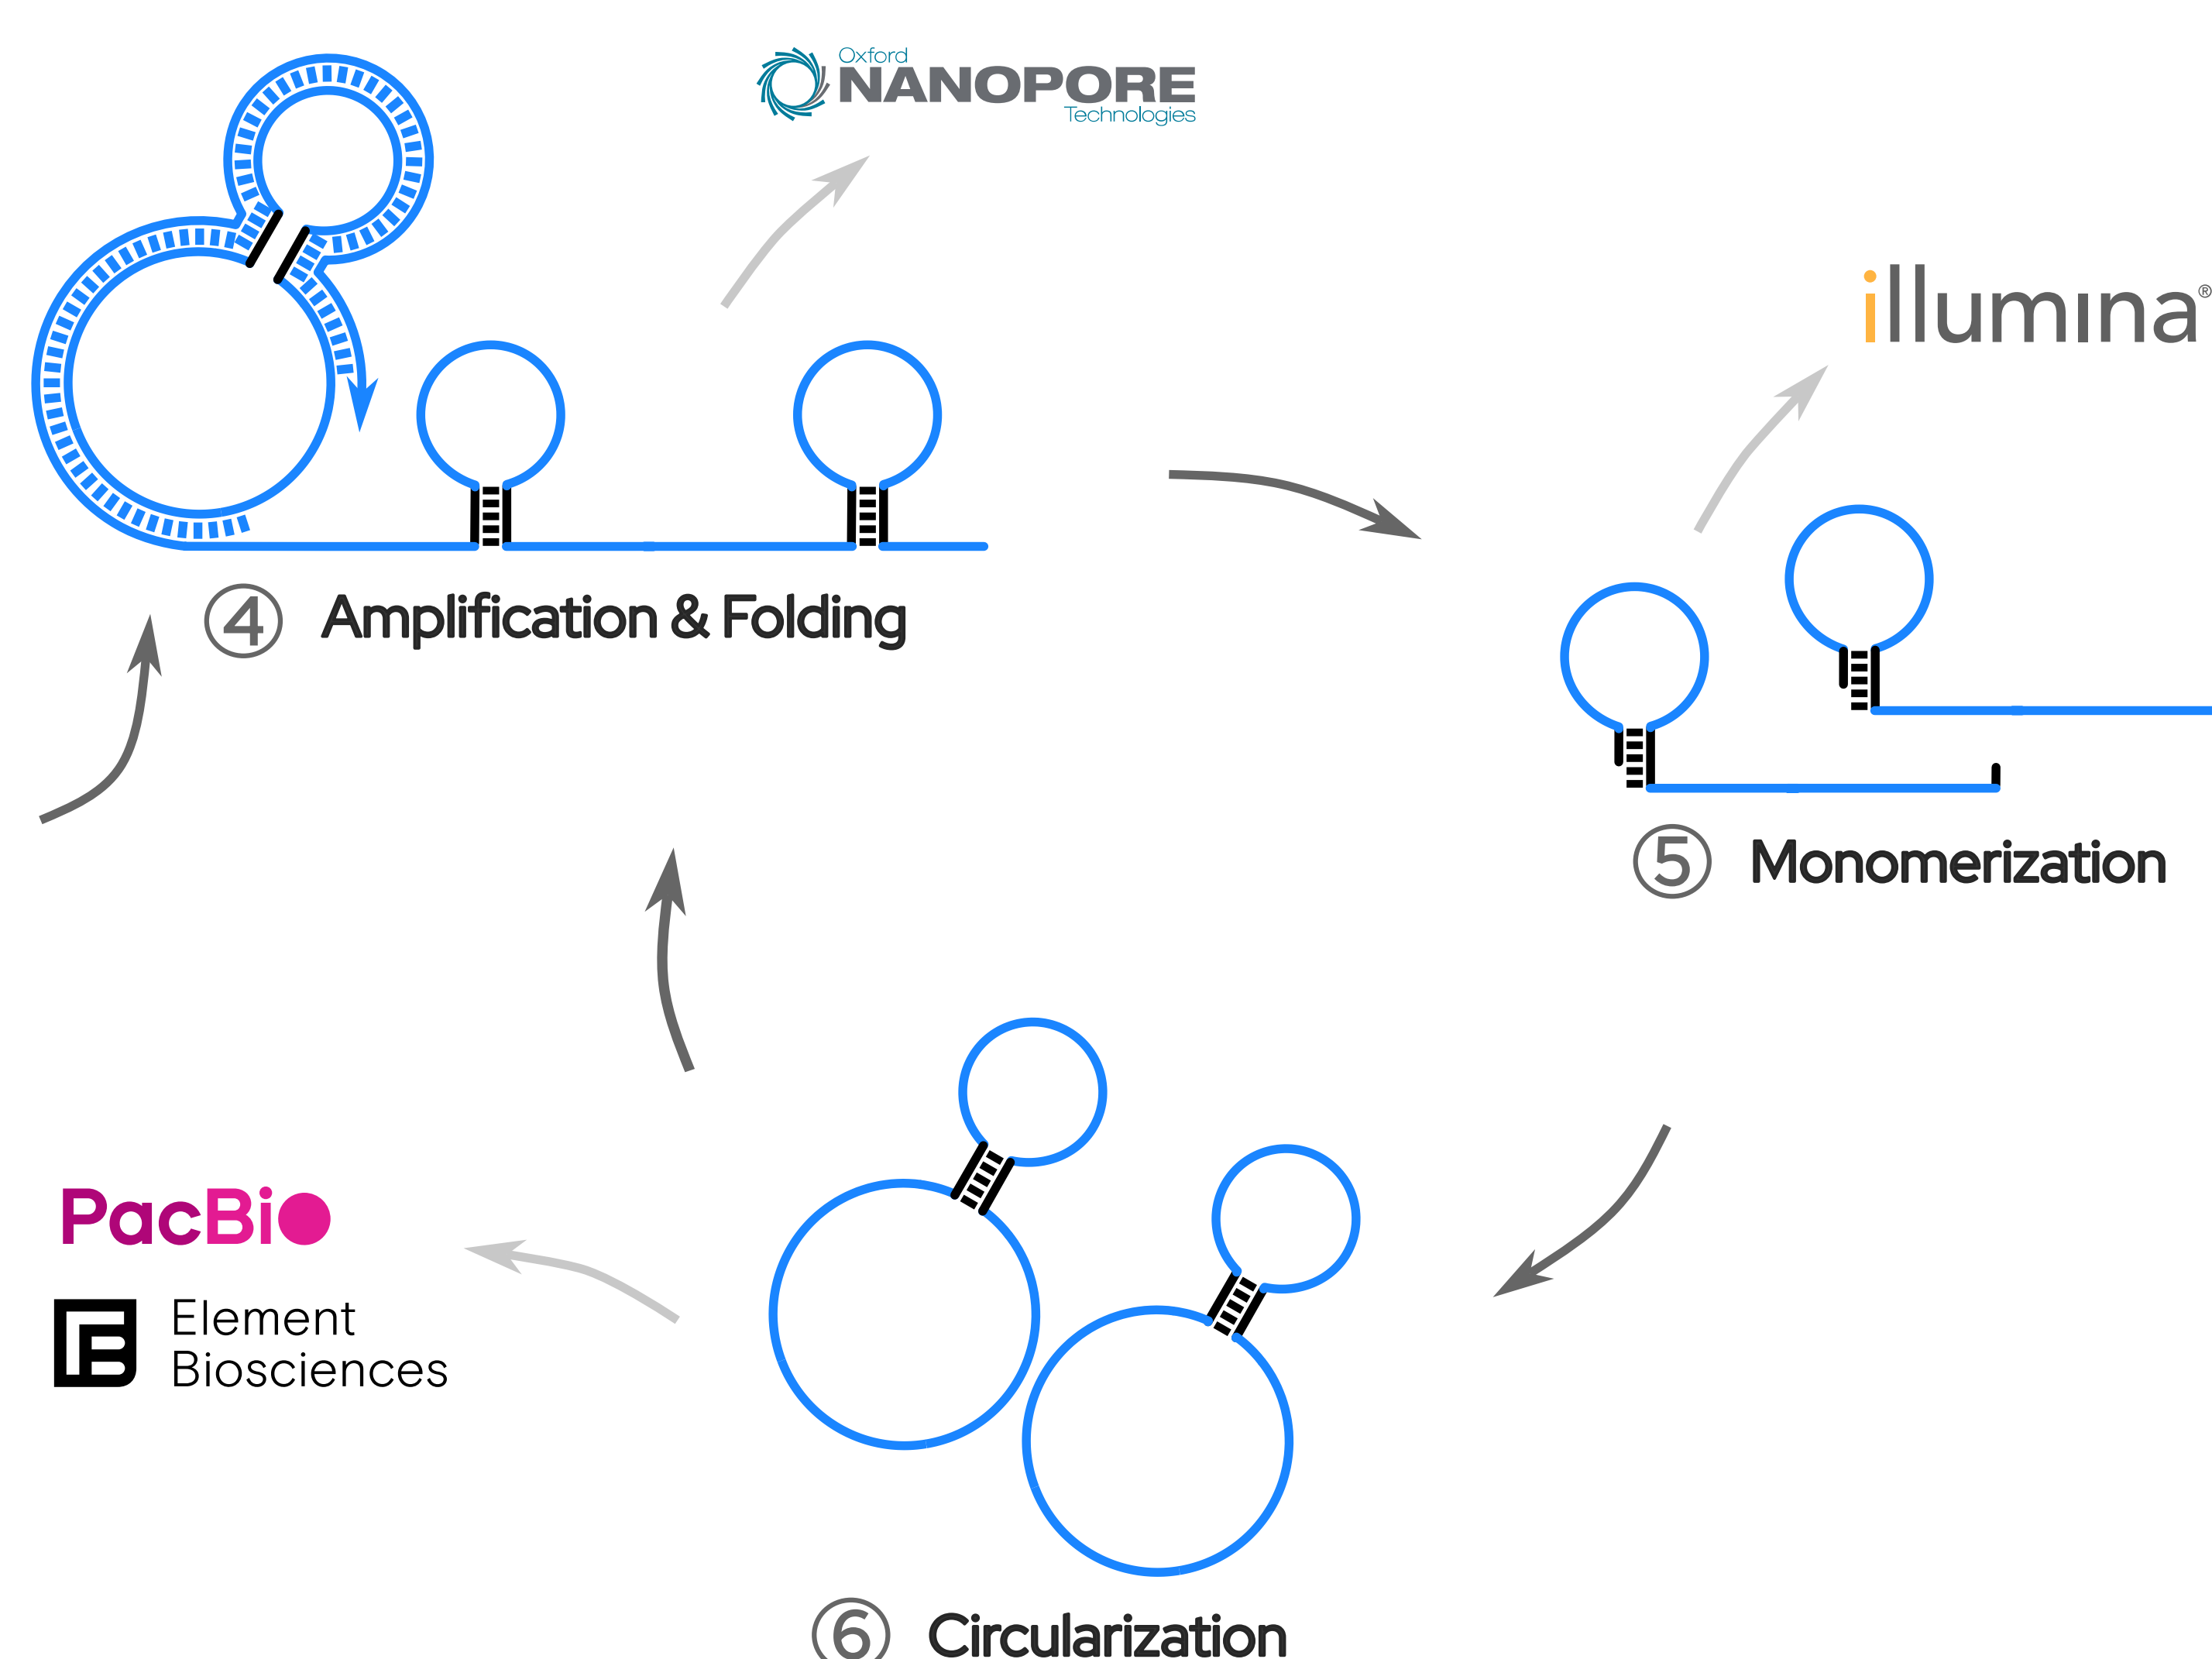 Oxford
NANOPORE
Technologies
illumina®
4 Amplification & Folding
5 Monomerization
PacBio
Element
Biosciences
6 Circularization